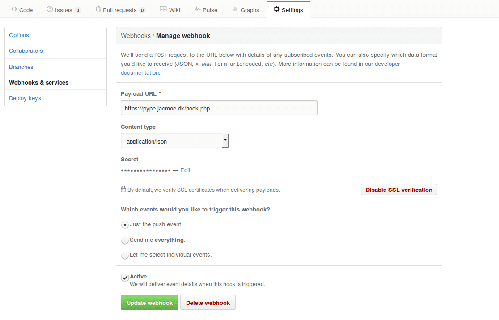 Code Issues 0 Pull requests 0 Wiki Pulse Graphs Settings
Options
Collaborators
Branches
Webhooks & services
Deploy keys
Webhooks / Manage webhook
We'll send a POST request to the URL below with details of any subscribed events. You can also specify which data format
you'd like to receive (JSON, x-www-form-urlencoded, etc). More information can be found in our developer
documentation.
Payload URL *
Content type
application/json
Secret
**************** — Edit
By default, we verify SSL certificates when delivering payloads.
Disable SSL verification
Which events would you like to trigger this webhook?
Just the push event.
Send me everything.
Let me select individual events.
Active
We will deliver event details when this hook is triggered.
Update webhook Delete webhook